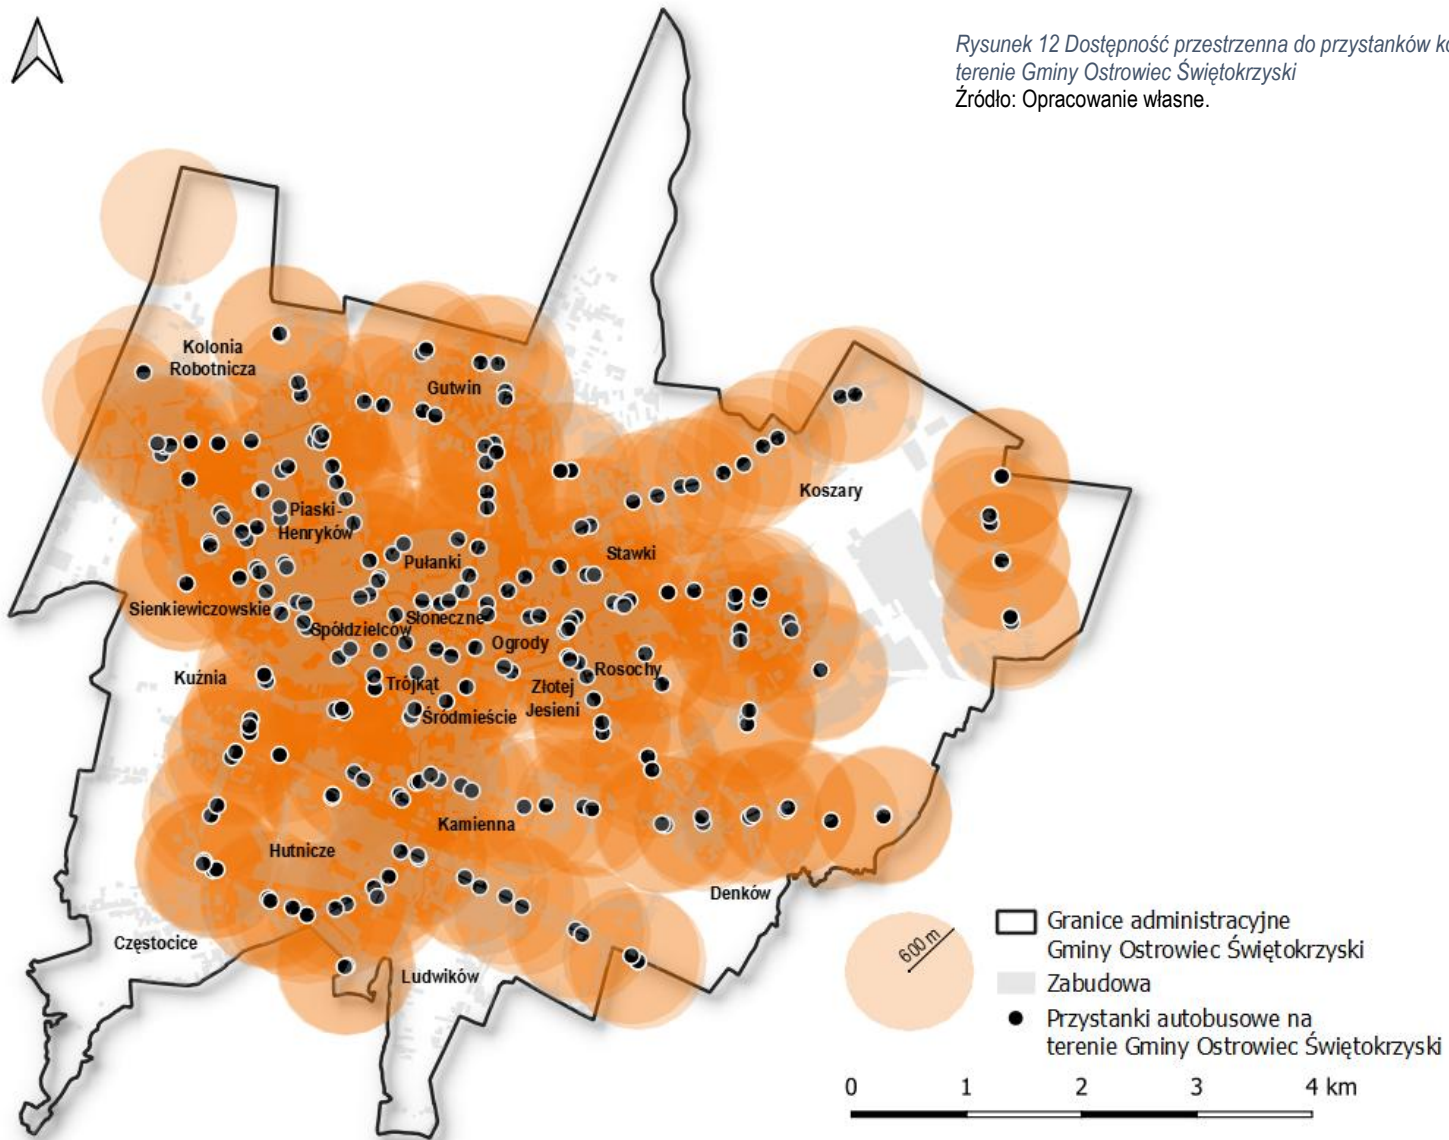 Rysunek 12 Dostępność przestrzenna do przystanków ko
terenie Gminy Ostrowiec Świętokrzyski
Źródło: Opracowanie własne.
Kolonia
Robotnicza
Gutwin
Koszary
Piaski-
Henryków
Pułanki
Stawki
Sienkiewiczowskie
Spółdzielców
Słoneczne
Ogrody
Kuźnia
Trójkąt
Rosochy
Złotej
Jesieni
Śródmieście
Kamienna
Hutnicze
Denków
Częstocice
Ludwików
600 m
Granice administracyjne
Gminy Ostrowiec Świętokrzyski
Zabudowa
Przystanki autobusowe na
terenie Gminy Ostrowiec Świętokrzyski
0 1 2 3 4 km